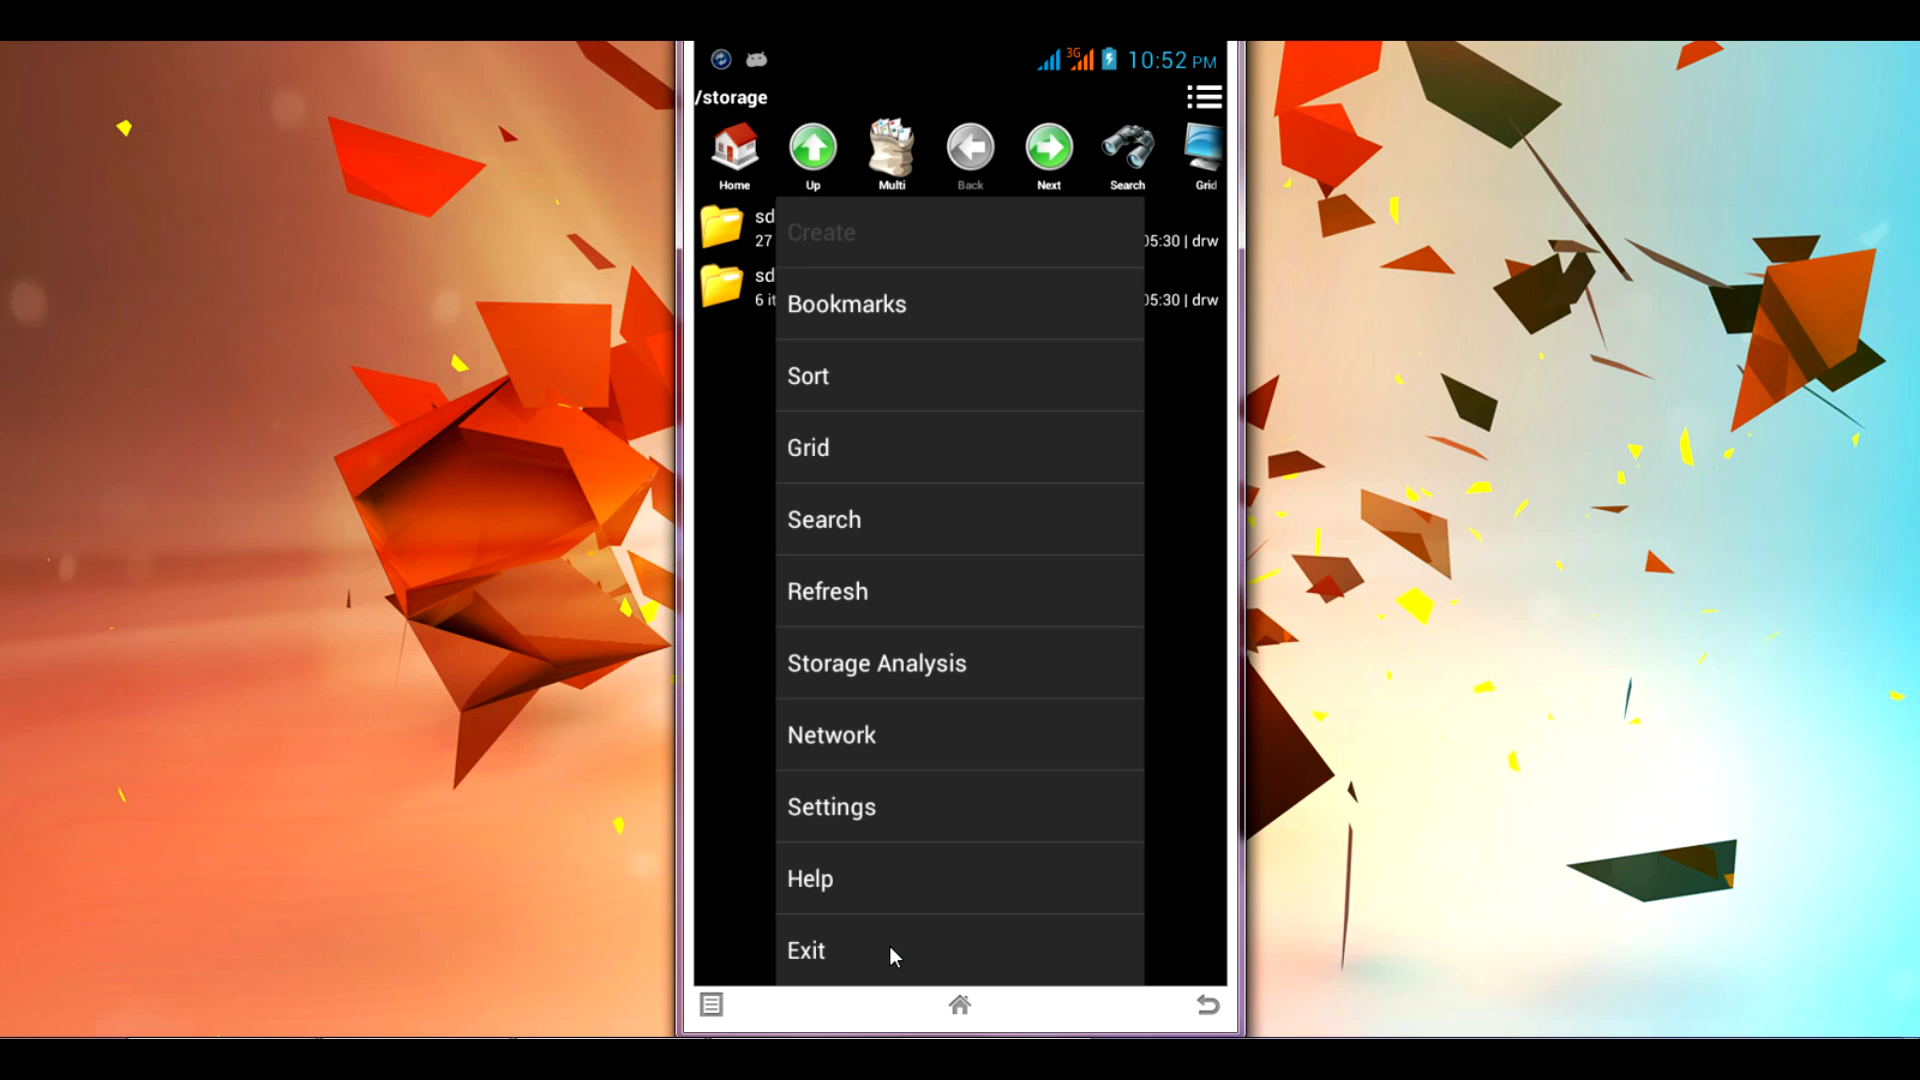 3G 10:52 PM
/storage
Home Up Multi Back Next Search Grid
sd
27 05:30 | drw
sd
6 it 05:30 | drw
Create
Bookmarks
Sort
Grid
Search
Refresh
Storage Analysis
Network
Settings
Help
Exit